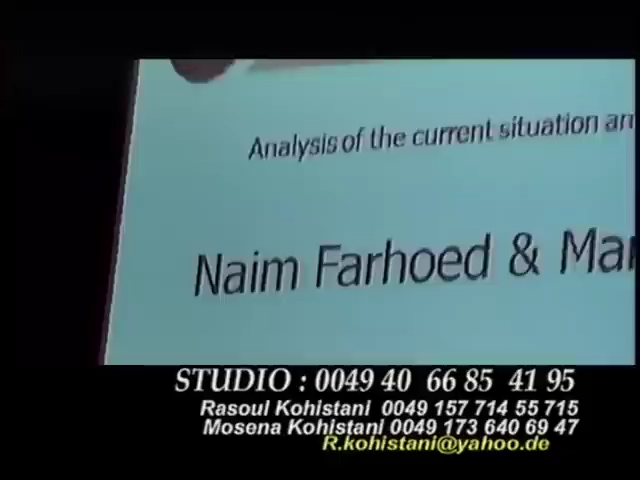 Analysis of the current situation an
Naim Farhoed & Mar
STUDIO : 0049 40 66 85 41 95
Rasoul Kohistani 0049 157 714 55 715
Mosena Kohistani 0049 173 640 69 47
R.kohistani@yahoo.de